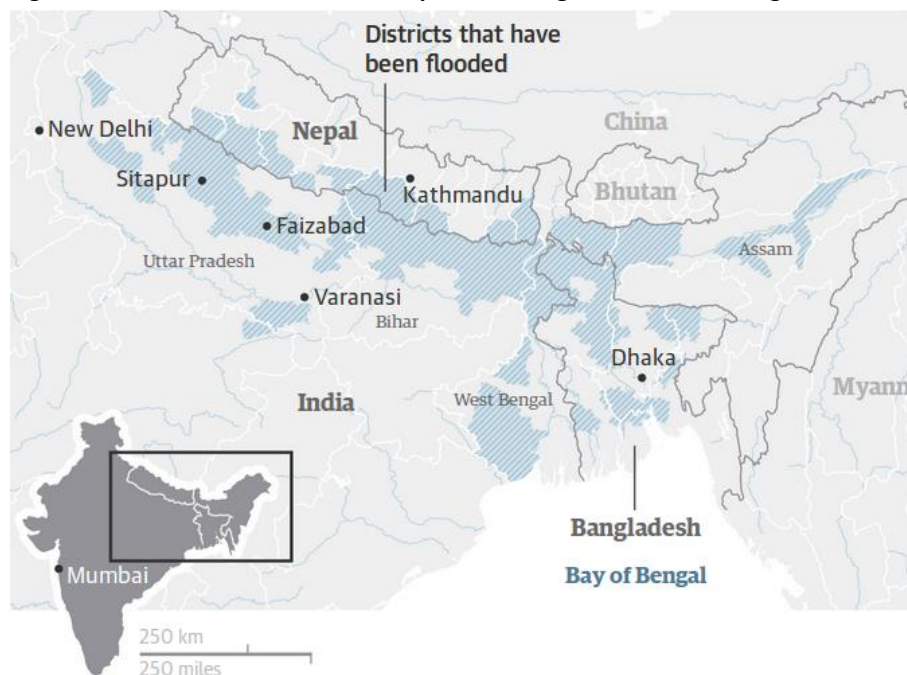 Districts that have
been flooded
New Delhi
Nepal
China
Sitapur
Kathmandu
Bhutan
Faizabad
Assam
Uttar Pradesh
Varanasi
Bihar
Dhaka
India
West Bengal
Myanm
Bangladesh
Bay of Bengal
Mumbai
250 km
250 miles